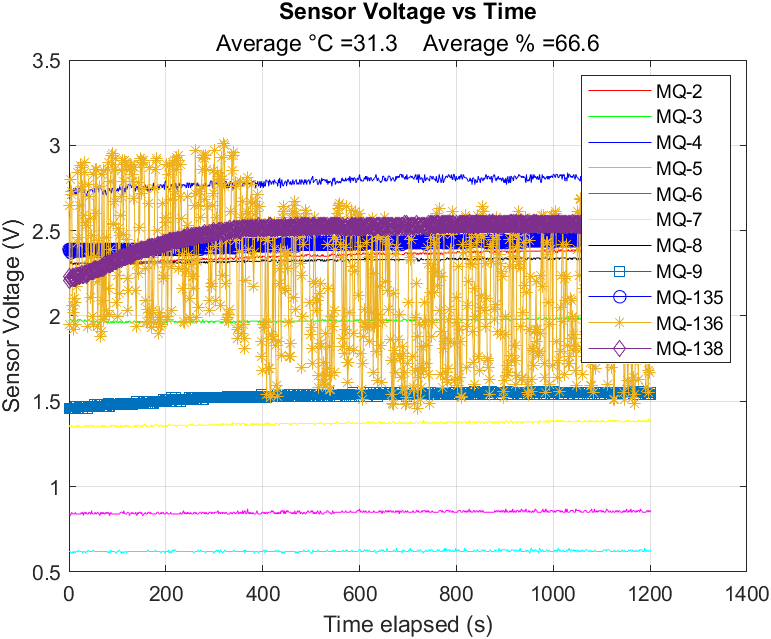 Sensor Voltage vs Time
Average °C =31.3 Average % =66.6
3.5
3
2.5
2
1.5
1
0.5
Sensor Voltage (V)
MQ-2
MQ-3
MQ-4
MQ-5
MQ-6
MQ-7
MQ-8
MQ-9
MQ-135
MQ-136
MQ-138
0 200 400 600 800 1000 1200 1400
Time elapsed (s)